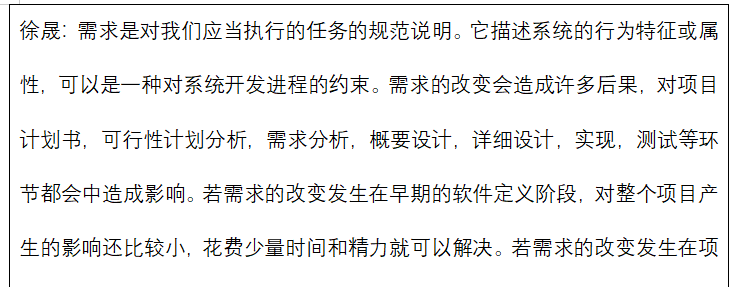 徐晟：需求是对我们应当执行的任务的规范说明。它描述系统的行为特征或属
性，可以是一种对系统开发进程的约束。需求的改变会造成许多后果，对项目
计划书，可行性计划分析，需求分析，概要设计，详细设计，实现，测试等环
节都会中造成影响。若需求的改变发生在早期的软件定义阶段，对整个项目产
生的影响还比较小，花费少量时间和精力就可以解决。若需求的改变发生在项